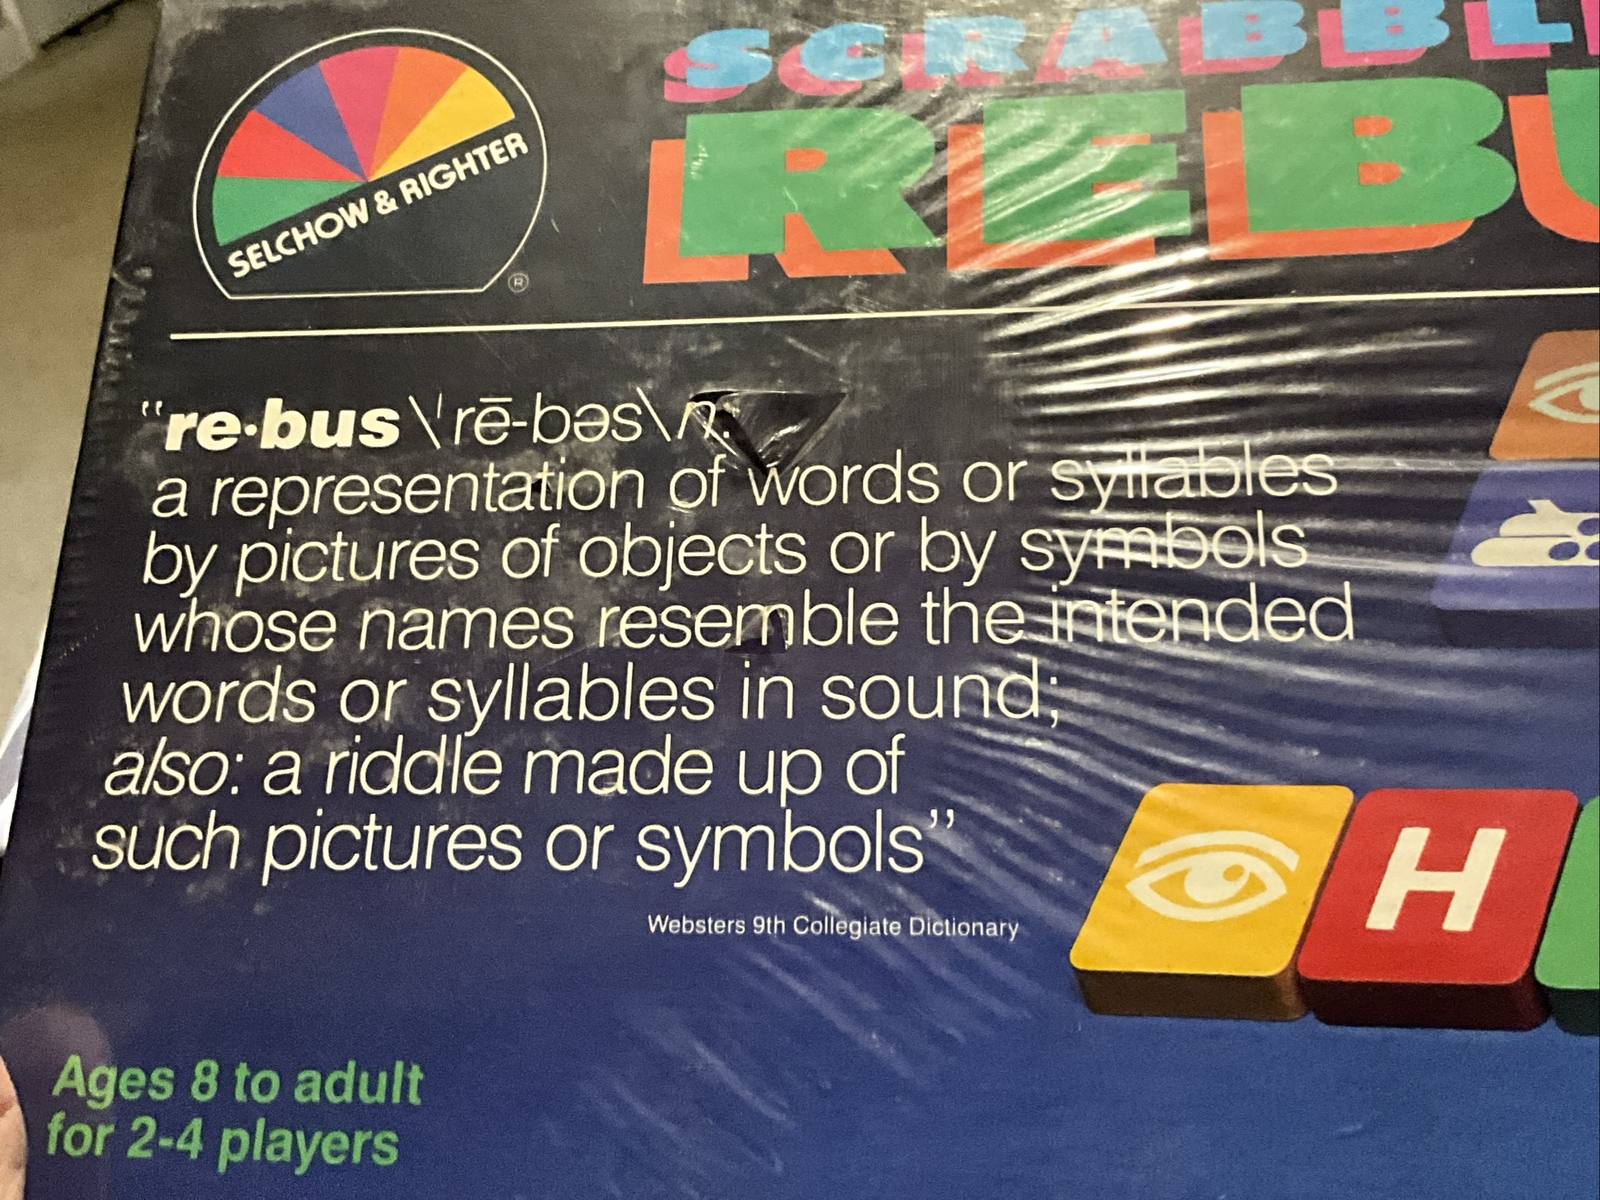 SELCHOW & RIGHTER
®
SCRABBL
REBU
"re·bus \'rē-bəs\n.
a representation of words or syllables
by pictures of objects or by symbols
whose names resemble the intended
words or syllables in sound;
also: a riddle made up of
such pictures or symbols"
Websters 9th Collegiate Dictionary
H
Ages 8 to adult
for 2-4 players